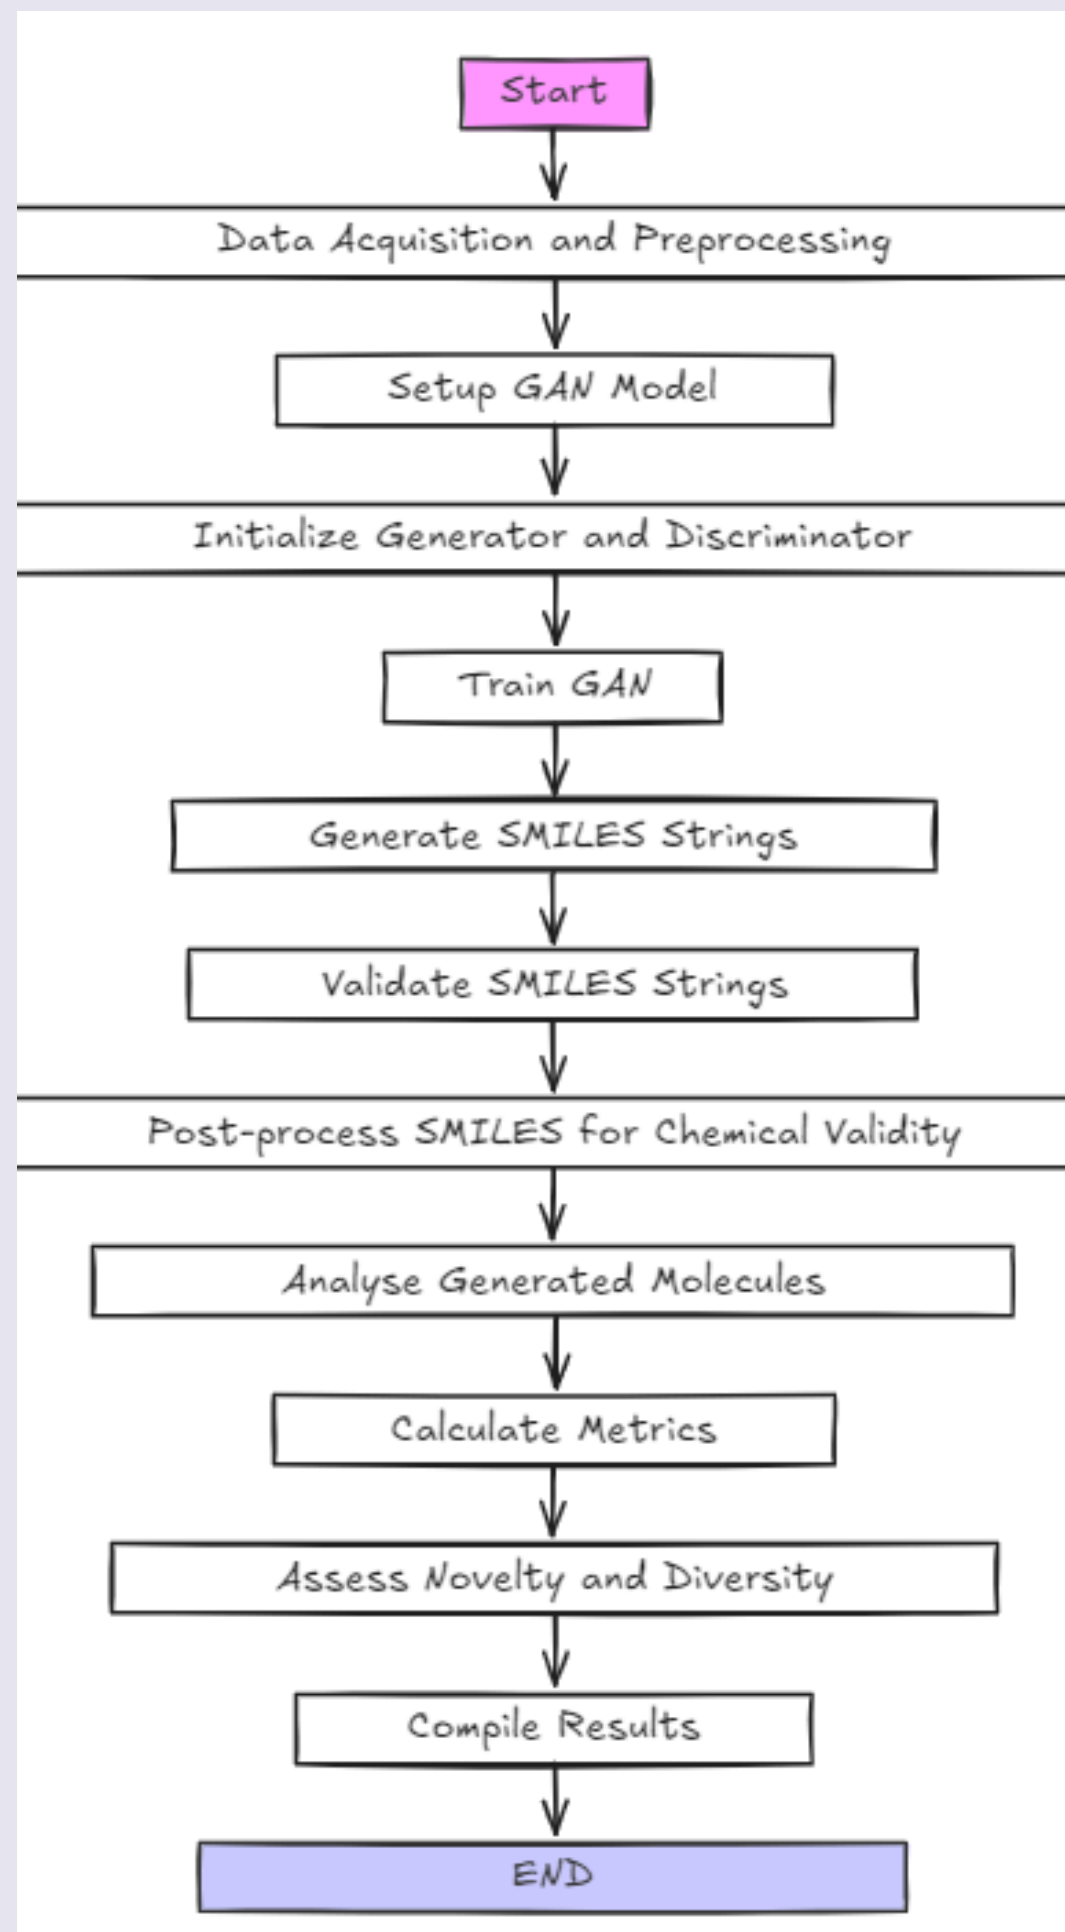 Start
Data Acquisition and Preprocessing
Setup GAN Model
Initialize Generator and Discriminator
Train GAN
Generate SMILES Strings
Validate SMILES Strings
Post-process SMILES for Chemical Validity
Analyse Generated Molecules
Calculate Metrics
Assess Novelty and Diversity
Compile Results
END